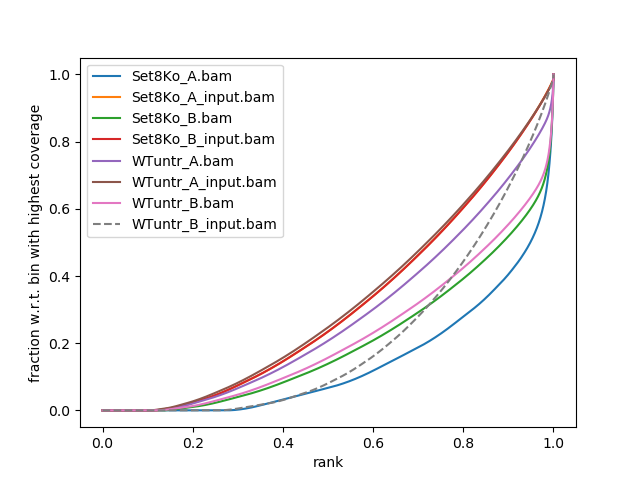 Set8Ko_A.bam
Set8Ko_A_input.bam
Set8Ko_B.bam
Set8Ko_B_input.bam
WTuntr_A.bam
WTuntr_A_input.bam
WTuntr_B.bam
WTuntr_B_input.bam
fraction w.r.t. bin with highest coverage
1.0
0.8
0.6
0.4
0.2
0.0
0.0 0.2 0.4 0.6 0.8 1.0
rank